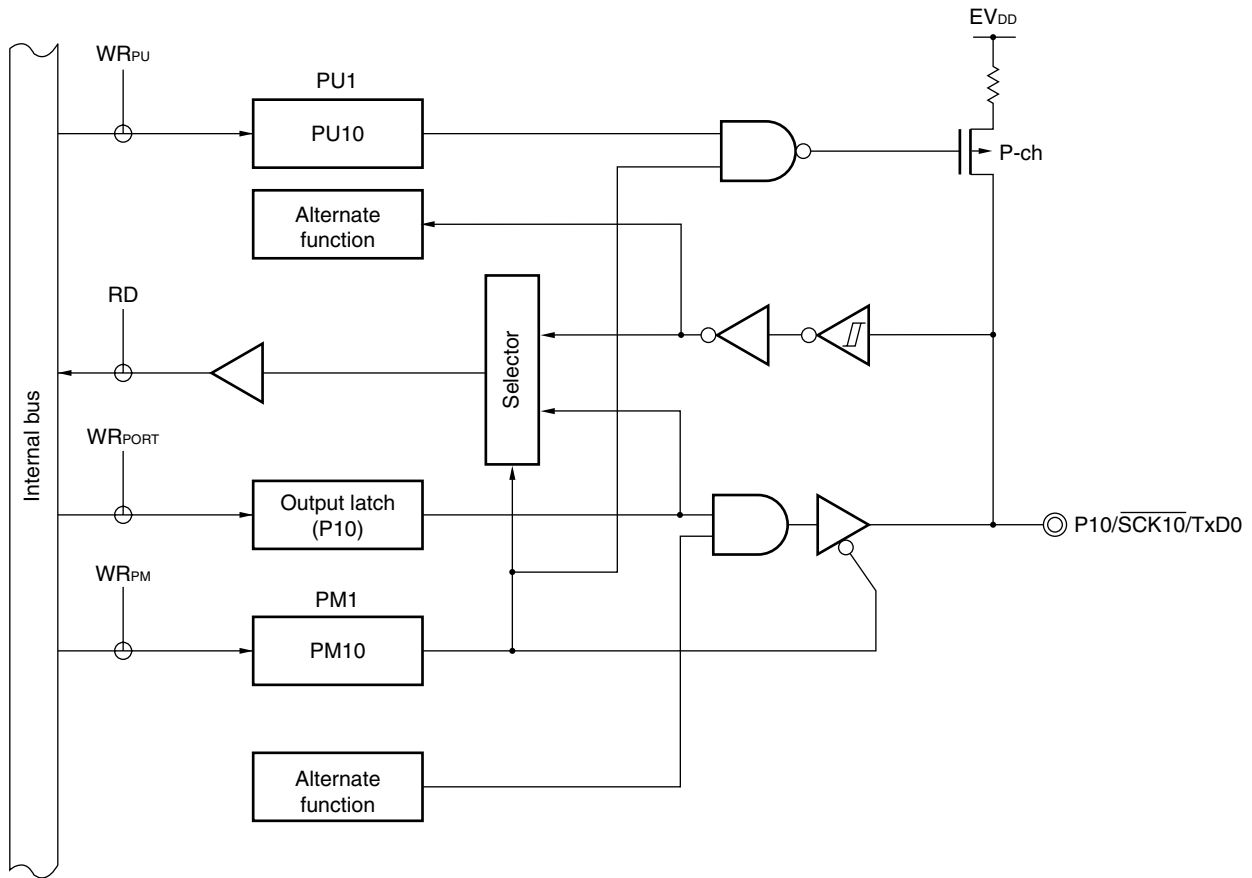 EVDD
WRPU
PU1
PU10
P-ch
Alternate
function
RD
Selector
Internal bus
WRPORT
Output latch
(P10)
P10/SCK10/TxD0
WRPM
PM1
PM10
Alternate
function